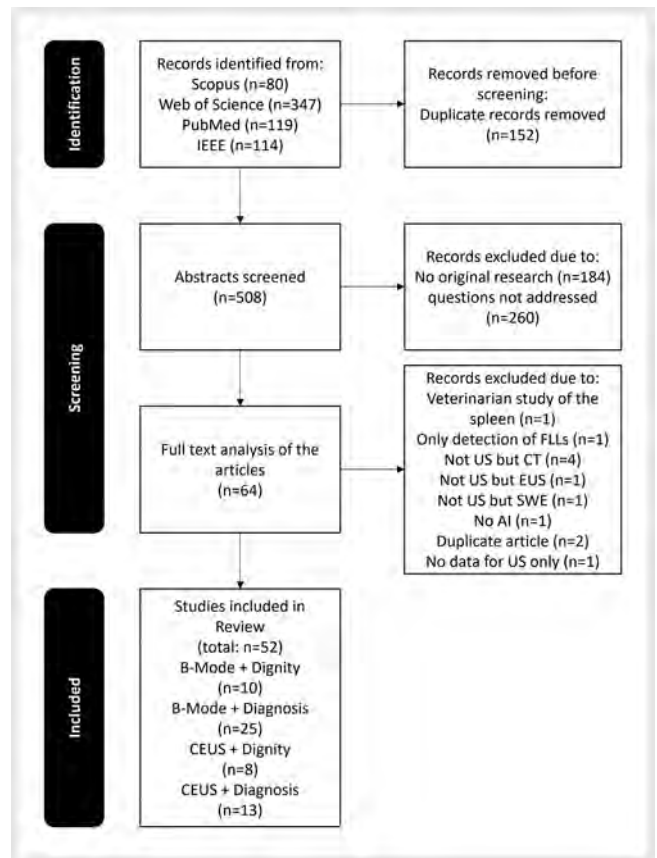 Identification
Records identified from:
Scopus (n=80)
Web of Science (n=347)
PubMed (n=119)
IEEE (n=114)
Records removed before
screening:
Duplicate records removed
(n=152)
Screening
Abstracts screened
(n=508)
Records excluded due to:
No original research (n=184)
questions not addressed
(n=260)
Full text analysis of the
articles
(n=64)
Records excluded due to:
Veterinarian study of the
spleen (n=1)
Only detection of FLLs (n=1)
Not US but CT (n=4)
Not US but EUS (n=1)
Not US but SWE (n=1)
No AI (n=1)
Duplicate article (n=2)
No data for US only (n=1)
Included
Studies included in
Review
(total: n=52)
B-Mode + Dignity
(n=10)
B-Mode + Diagnosis
(n=25)
CEUS + Dignity
(n=8)
CEUS + Diagnosis
(n=13)